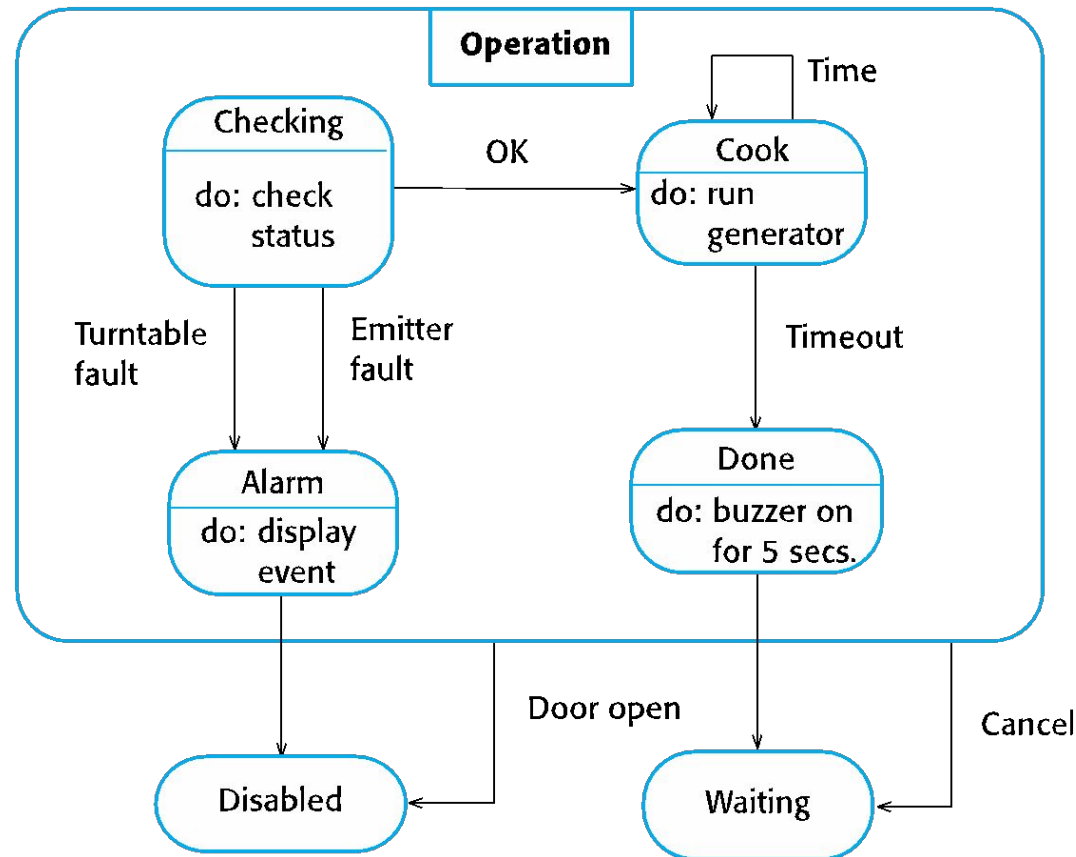 Operation
Time
Checking
OK
Cook
do: check
status
do: run
generator
Turntable
fault
Emitter
fault
Timeout
Alarm
do: display
event
Done
do: buzzer on
for 5 secs.
Door open
Cancel
Disabled
Waiting